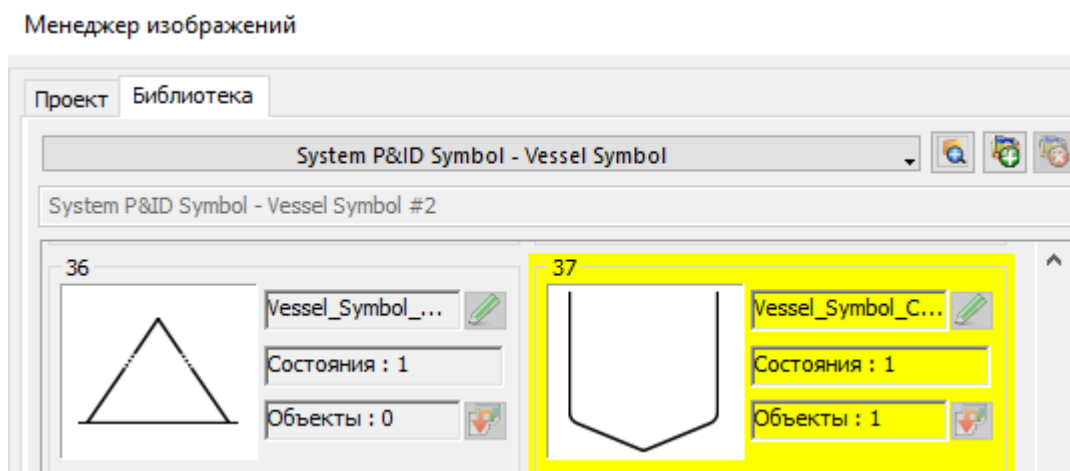 Менеджер изображений
Проект Библиотека
System P&ID Symbol - Vessel Symbol
System P&ID Symbol - Vessel Symbol #2
36 37
Vessel_Symbol_... Vessel_Symbol_C...
Состояния : 1 Состояния : 1
Объекты : 0 Объекты : 1